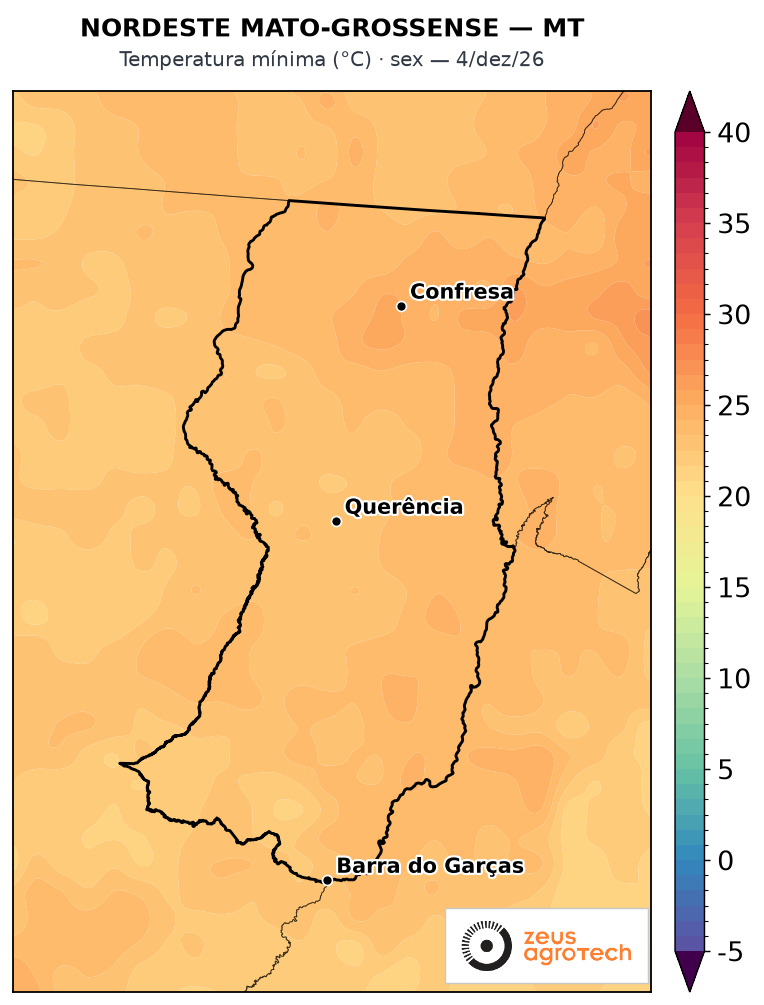 NORDESTE MATO-GROSSENSE — MT
Temperatura mínima (°C) · sex — 4/dez/26
40
35
30
25
20
15
10
5
0
-5
Confresa
Querência
Barra do Garças
zeus
agrotech